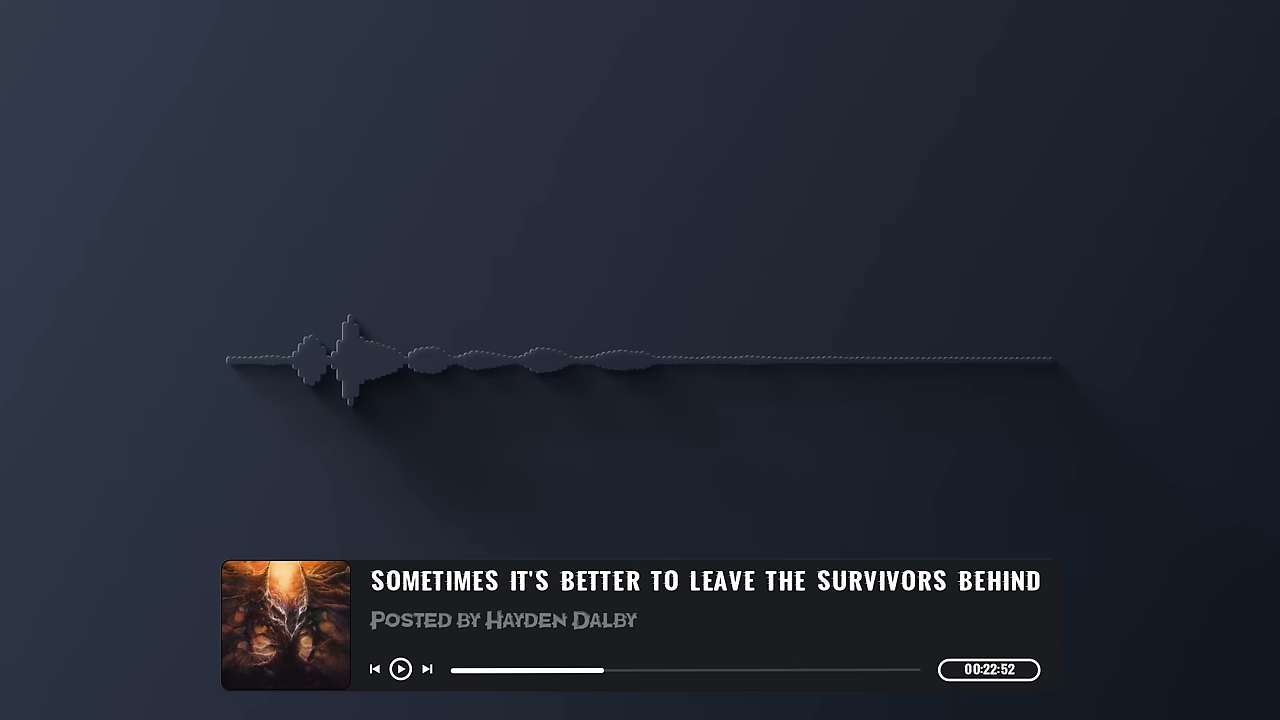 SOMETIMES IT'S BETTER TO LEAVE THE SURVIVORS BEHIND
POSTED BY HAYDEN DALBY
00:22:52